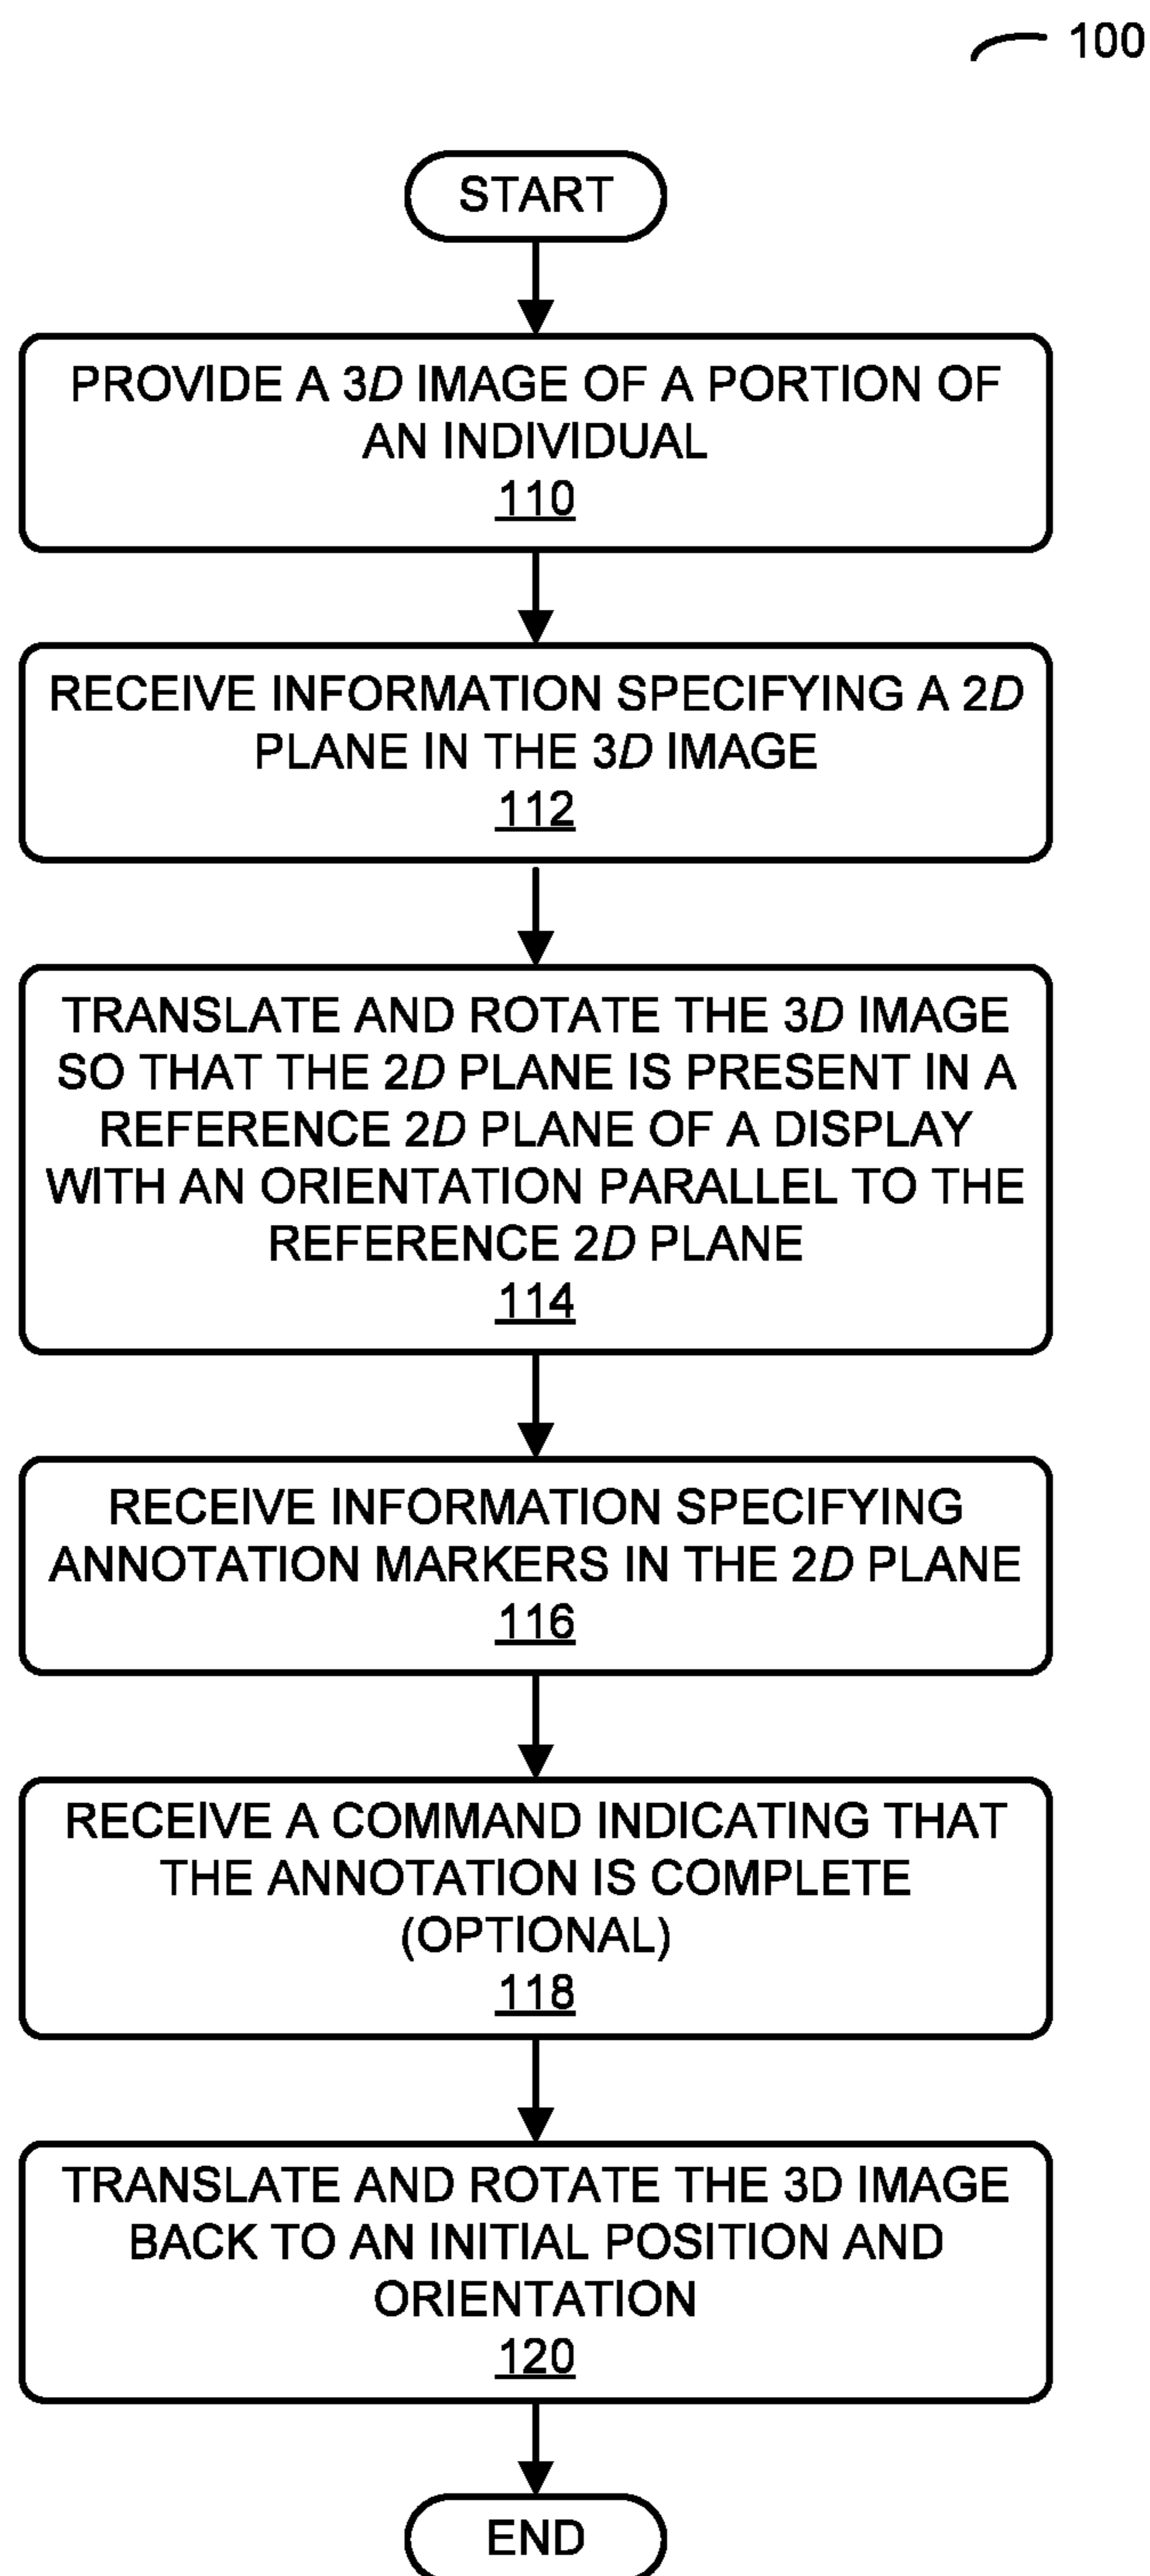 100
START
PROVIDE A 3D IMAGE OF A PORTION OF
AN INDIVIDUAL
110
RECEIVE INFORMATION SPECIFYING A 2D
PLANE IN THE 3D IMAGE
112
TRANSLATE AND ROTATE THE 3D IMAGE
SO THAT THE 2D PLANE IS PRESENT IN A
REFERENCE 2D PLANE OF A DISPLAY
WITH AN ORIENTATION PARALLEL TO THE
REFERENCE 2D PLANE
114
RECEIVE INFORMATION SPECIFYING
ANNOTATION MARKERS IN THE 2D PLANE
116
RECEIVE A COMMAND INDICATING THAT
THE ANNOTATION IS COMPLETE
(OPTIONAL)
118
TRANSLATE AND ROTATE THE 3D IMAGE
BACK TO AN INITIAL POSITION AND
ORIENTATION
120
END